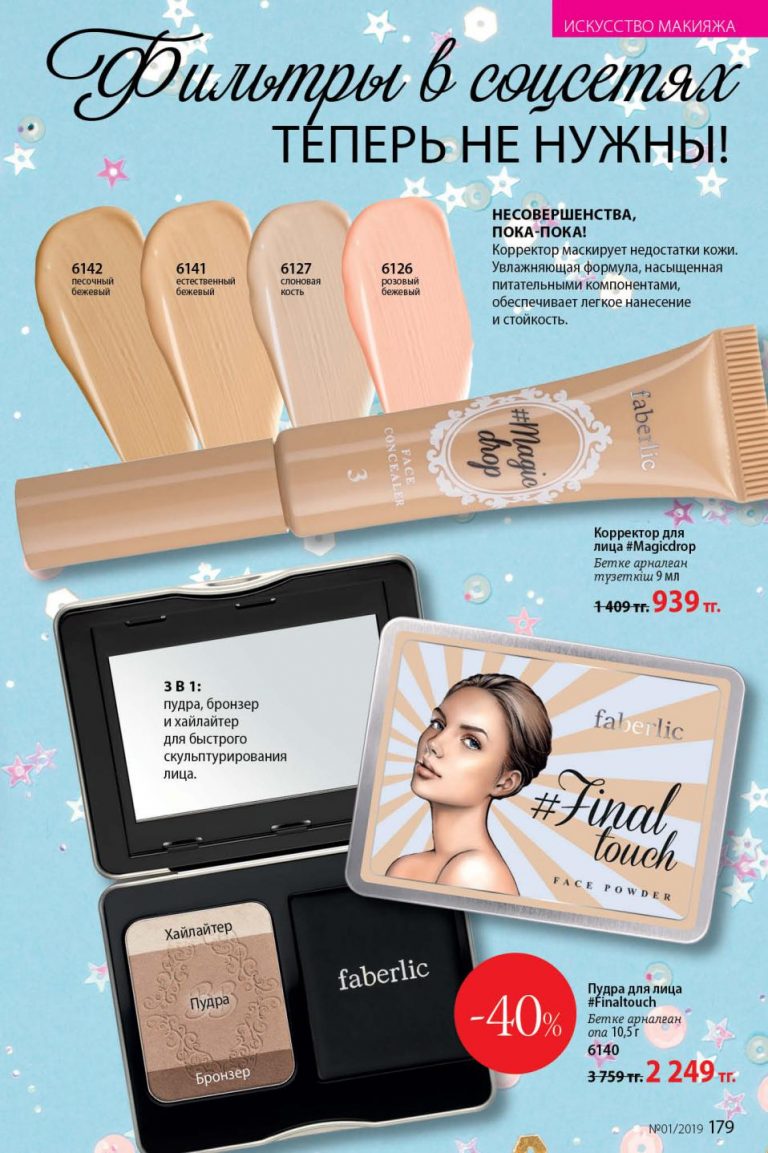 ИСКУССТВО МАКИЯЖА
Фильтры в соцсетях
ТЕПЕРЬ НЕ НУЖНЫ!
НЕСОВЕРШЕНСТВА,
ПОКА-ПОКА!
Корректор маскирует недостатки кожи.
Увлажняющая формула, насыщенная
питательными компонентами,
обеспечивает легкое нанесение
и стойкость.
6142
песочный
бежевый
6141
естественный
бежевый
6127
слоновая
кость
6126
розовый
бежевый
faberlic
#Magic
drop
FACE
CONCEALER
3
Корректор для
лица #Magicdrop
Бетке арналған
түзеткіш 9 мл
1 409 тг. 939 тг.
3 В 1:
пудра, бронзер
и хайлайтер
для быстрого
скульптурирования
лица.
faberlic
#Final
touch
FACE POWDER
Хайлайтер
Пудра
Бронзер
faberlic
-40%
Пудра для лица
#Finaltouch
Бетке арналған
опа 10,5 г
6140
3 759 тг. 2 249 тг.
№01/2019 179